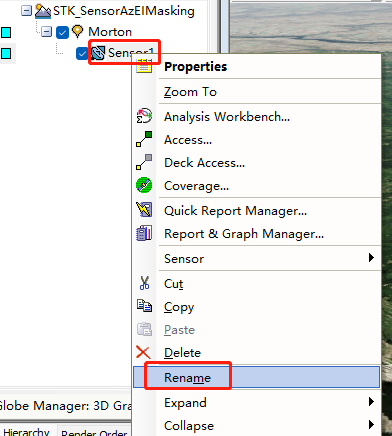 STK_SensorAzElMasking
Morton
Sensor1
Properties
Zoom To
Analysis Workbench...
Access...
Deck Access...
Coverage...
Quick Report Manager...
Report & Graph Manager...
Sensor
Cut
Copy
Paste
Delete
Rename
Expand
Collapse
Globe Manager: 3D Gra
Hierarchy
Render Order